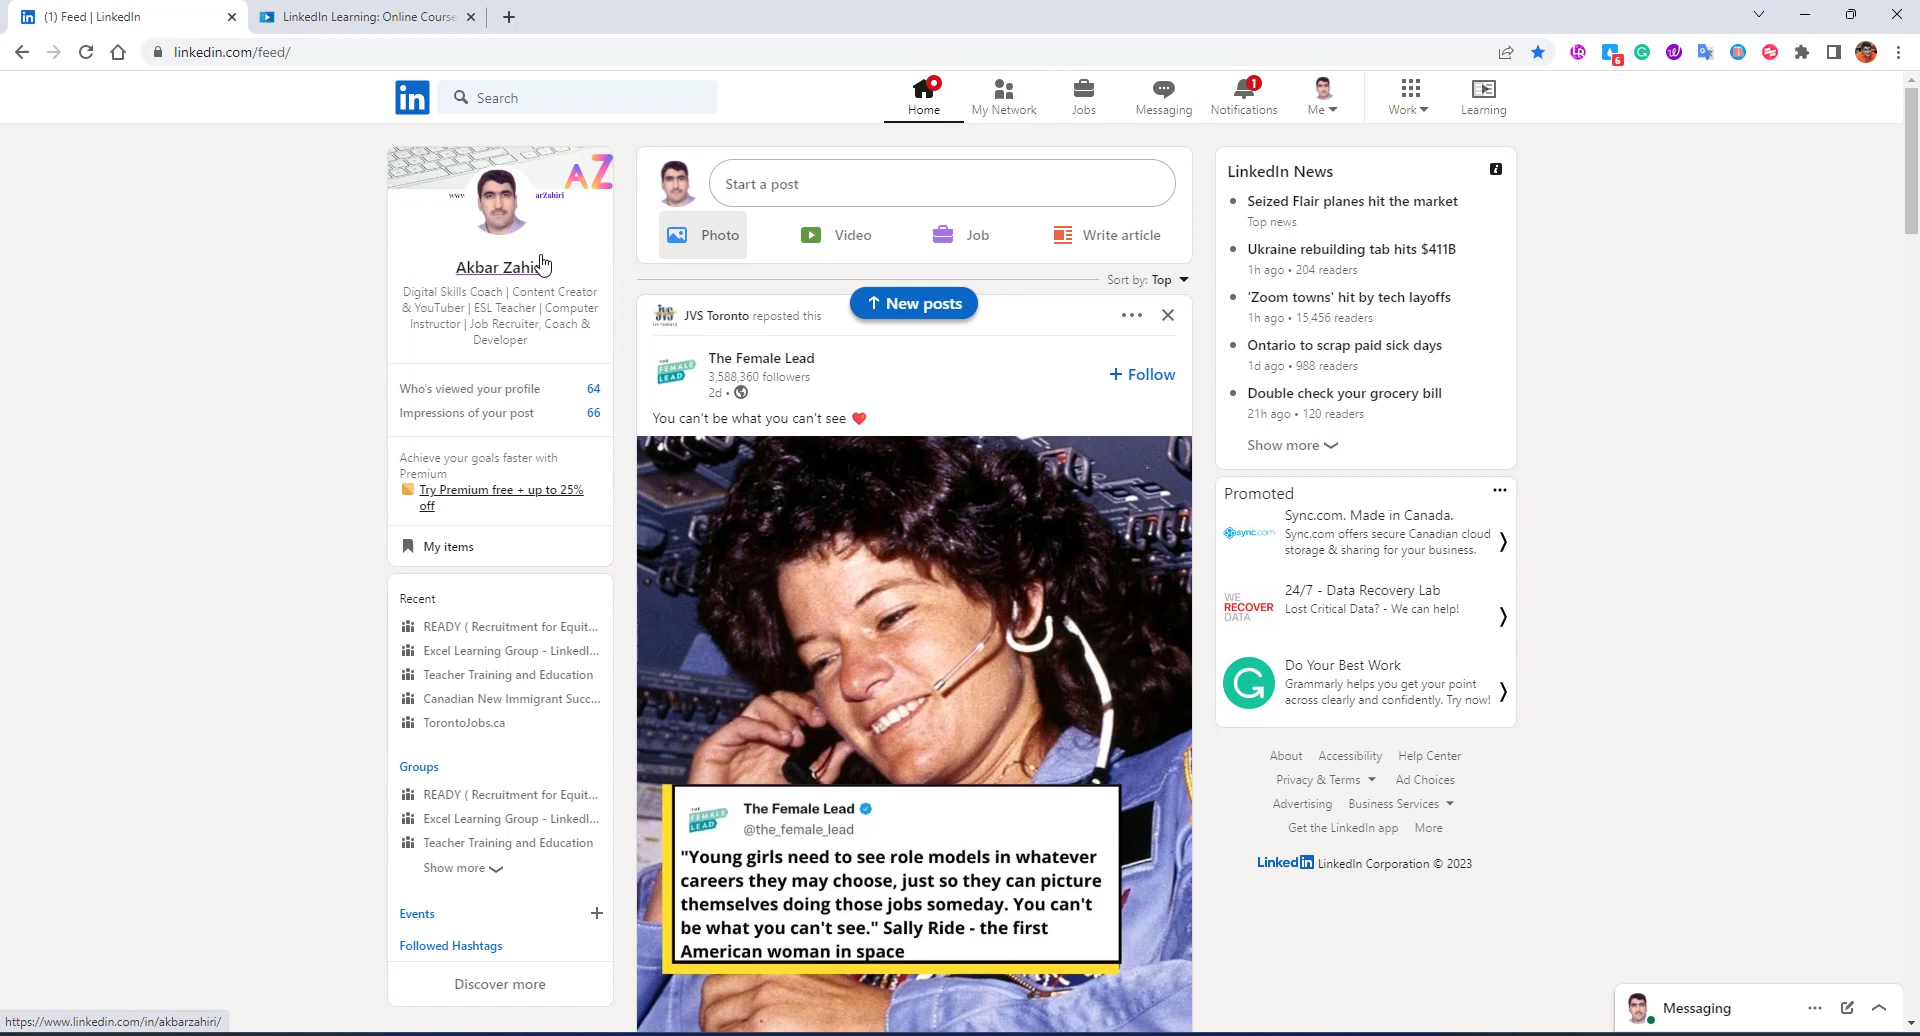 (1) Feed | LinkedIn
LinkedIn Learning: Online Course
linkedin.com/feed/
6
Search
Home
My Network
Jobs
Messaging
1
Notifications
Me
Work
Learning
AZ
www
arZahiri
Akbar Zahiri
Digital Skills Coach | Content Creator
& YouTuber | ESL Teacher | Computer
Instructor | Job Recruiter, Coach &
Developer
Who's viewed your profile 64
Impressions of your post 66
Achieve your goals faster with
Premium
Try Premium free + up to 25%
off
My items
Recent
READY ( Recruitment for Equit...
Excel Learning Group - LinkedI...
Teacher Training and Education
Canadian New Immigrant Succ...
TorontoJobs.ca
Groups
READY ( Recruitment for Equit...
Excel Learning Group - LinkedI...
Teacher Training and Education
Show more
Events
Followed Hashtags
Discover more
https://www.linkedin.com/in/akbarzahiri/
Start a post
Photo
Video
Job
Write article
Sort by: Top
↑ New posts
JVS Toronto reposted this
The Female Lead
3,588,360 followers
2d •
+ Follow
You can't be what you can't see ❤️
THE
FEMALE
LEAD
The Female Lead
@the_female_lead
"Young girls need to see role models in whatever
careers they may choose, just so they can picture
themselves doing those jobs someday. You can't
be what you can't see." Sally Ride - the first
American woman in space
LinkedIn News
Seized Flair planes hit the market
Top news
Ukraine rebuilding tab hits $411B
1h ago • 204 readers
'Zoom towns' hit by tech layoffs
1h ago • 15,456 readers
Ontario to scrap paid sick days
1d ago • 988 readers
Double check your grocery bill
21h ago • 120 readers
Show more
Promoted
sync.com
Sync.com. Made in Canada.
Sync.com offers secure Canadian cloud
storage & sharing for your business.
WE
RECOVER
DATA
24/7 - Data Recovery Lab
Lost Critical Data? - We can help!
Do Your Best Work
Grammarly helps you get your point
across clearly and confidently. Try now!
About Accessibility Help Center
Privacy & Terms Ad Choices
Advertising Business Services
Get the LinkedIn app More
LinkedIn LinkedIn Corporation © 2023
Messaging